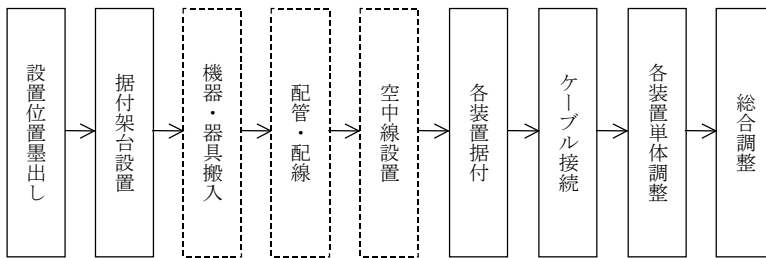 設置位置墨出し
据付架台設置
機器・器具搬入
配管・配線
空中線設置
各装置据付
ケーブル接続
各装置単体調整
総合調整